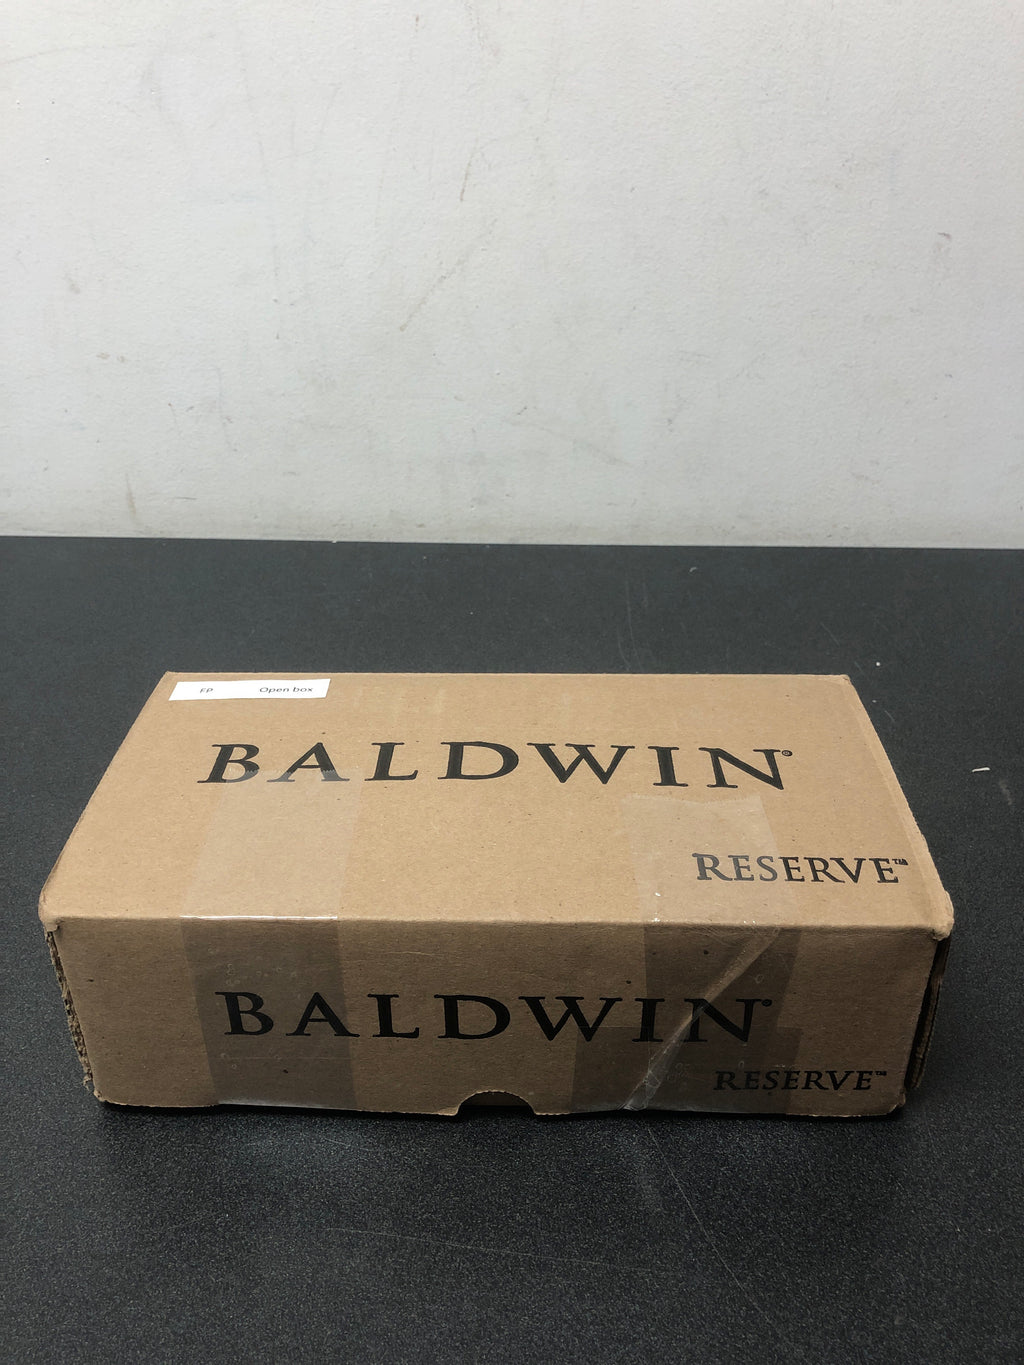 FP Open box
BALDWIN®
RESERVE™
BALDWIN®
RESERVE™